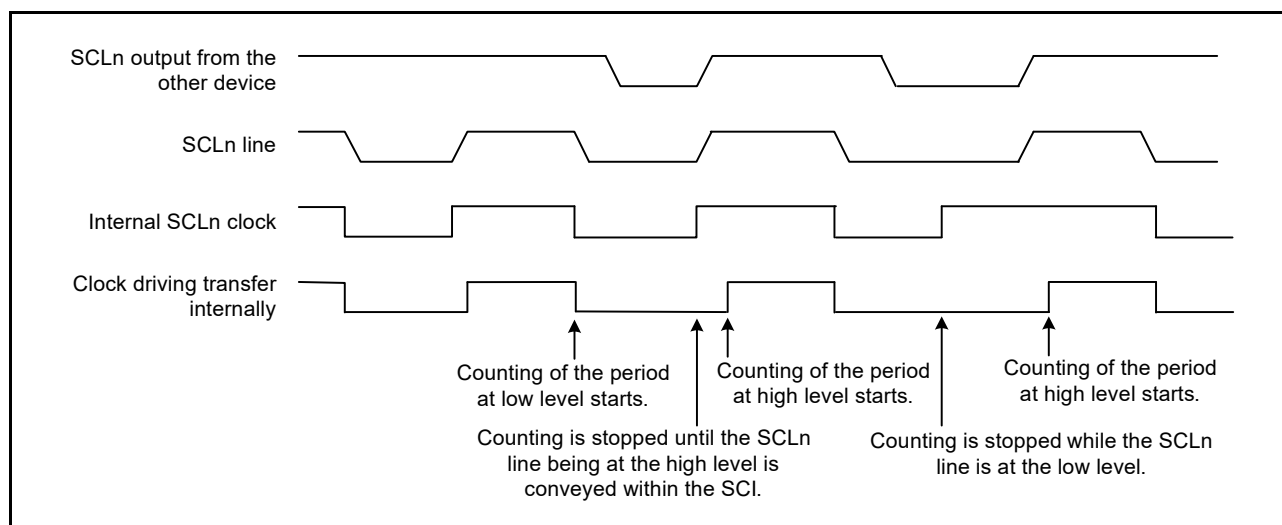 SCLn output from the
other device
SCLn line
Internal SCLn clock
Clock driving transfer
internally
Counting of the period
at low level starts.
Counting of the period
at high level starts.
Counting of the period
at high level starts.
Counting is stopped until the SCLn
line being at the high level is
conveyed within the SCI.
Counting is stopped while the SCLn
line is at the low level.